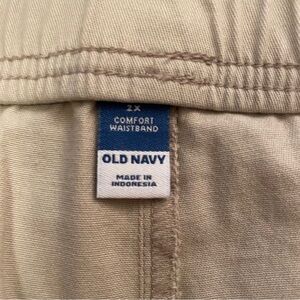 2X
COMFORT
WAISTBAND
OLD NAVY
MADE IN
INDONESIA